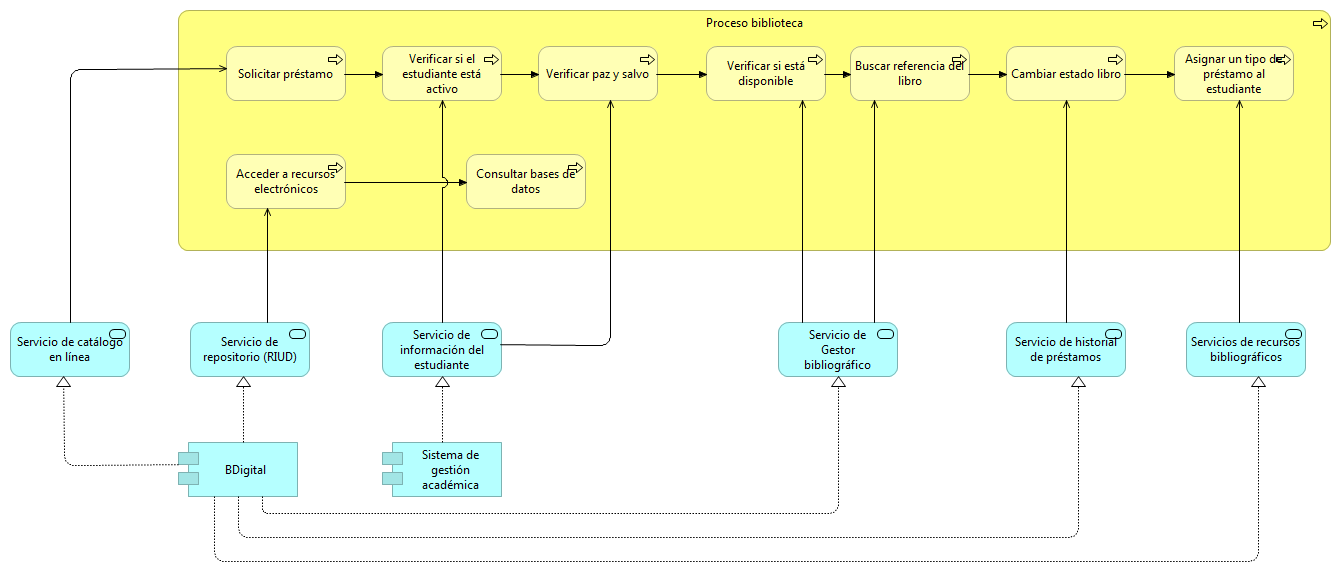 Proceso biblioteca
Solicitar préstamo
Verificar si el
estudiante está
activo
Verificar paz y salvo
Verificar si está
disponible
Buscar referencia del
libro
Cambiar estado libro
Asignar un tipo de
préstamo al
estudiante
Acceder a recursos
electrónicos
Consultar bases de
datos
Servicio de catálogo
en línea
Servicio de
repositorio (RIUD)
Servicio de
información del
estudiante
Servicio de
Gestor
bibliográfico
Servicio de historial
de préstamos
Servicios de recursos
bibliográficos
BDigital
Sistema de
gestión
académica